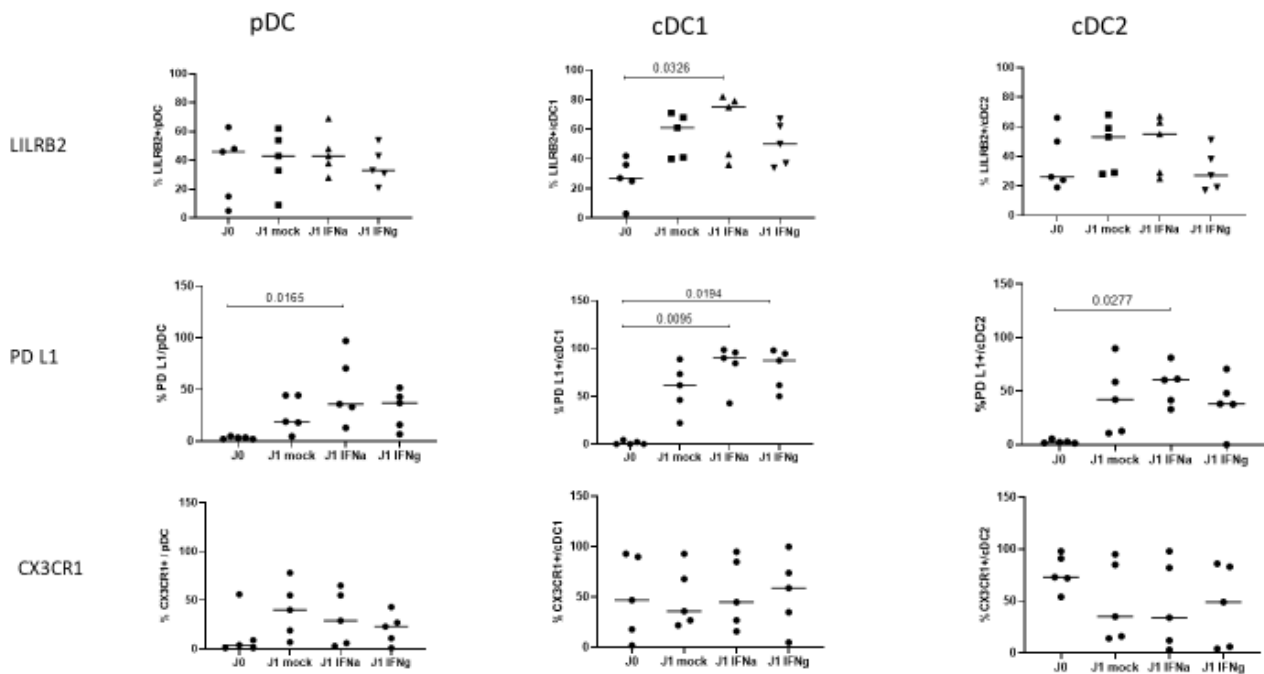 pDC
cDC1
cDC2
LILRB2
% LILRB2+/pDC
100
80
60
40
20
0
J0 J1 mock J1 IFNa J1 IFNg
% LILRB2+/cDC1
100
80
60
40
20
0
0.0326
J0 J1 mock J1 IFNa J1 IFNg
% LILRB2+/cDC2
100
80
60
40
20
0
J0 J1 mock J1 IFNa J1 IFNg
PD L1
% PD L1/pDC
150
100
50
0
0.0165
J0 J1 mock J1 IFNa J1 IFNg
%PD L1+/cDC1
150
100
50
0
0.0194
0.0095
J0 J1 mock J1 IFNa J1 IFNg
%PD L1+/cDC2
150
100
50
0
0.0277
J0 J1 mock J1 IFNa J1 IFNg
CX3CR1
% CX3CR1+ / pDC
150
100
50
0
J0 J1 mock J1 IFNa J1 IFNg
% CX3CR1+/cDC1
150
100
50
0
J0 J1 mock J1 IFNa J1 IFNg
%CX3CR1+/cDC2
150
100
50
0
J0 J1 mock J1 IFNa J1 IFNg